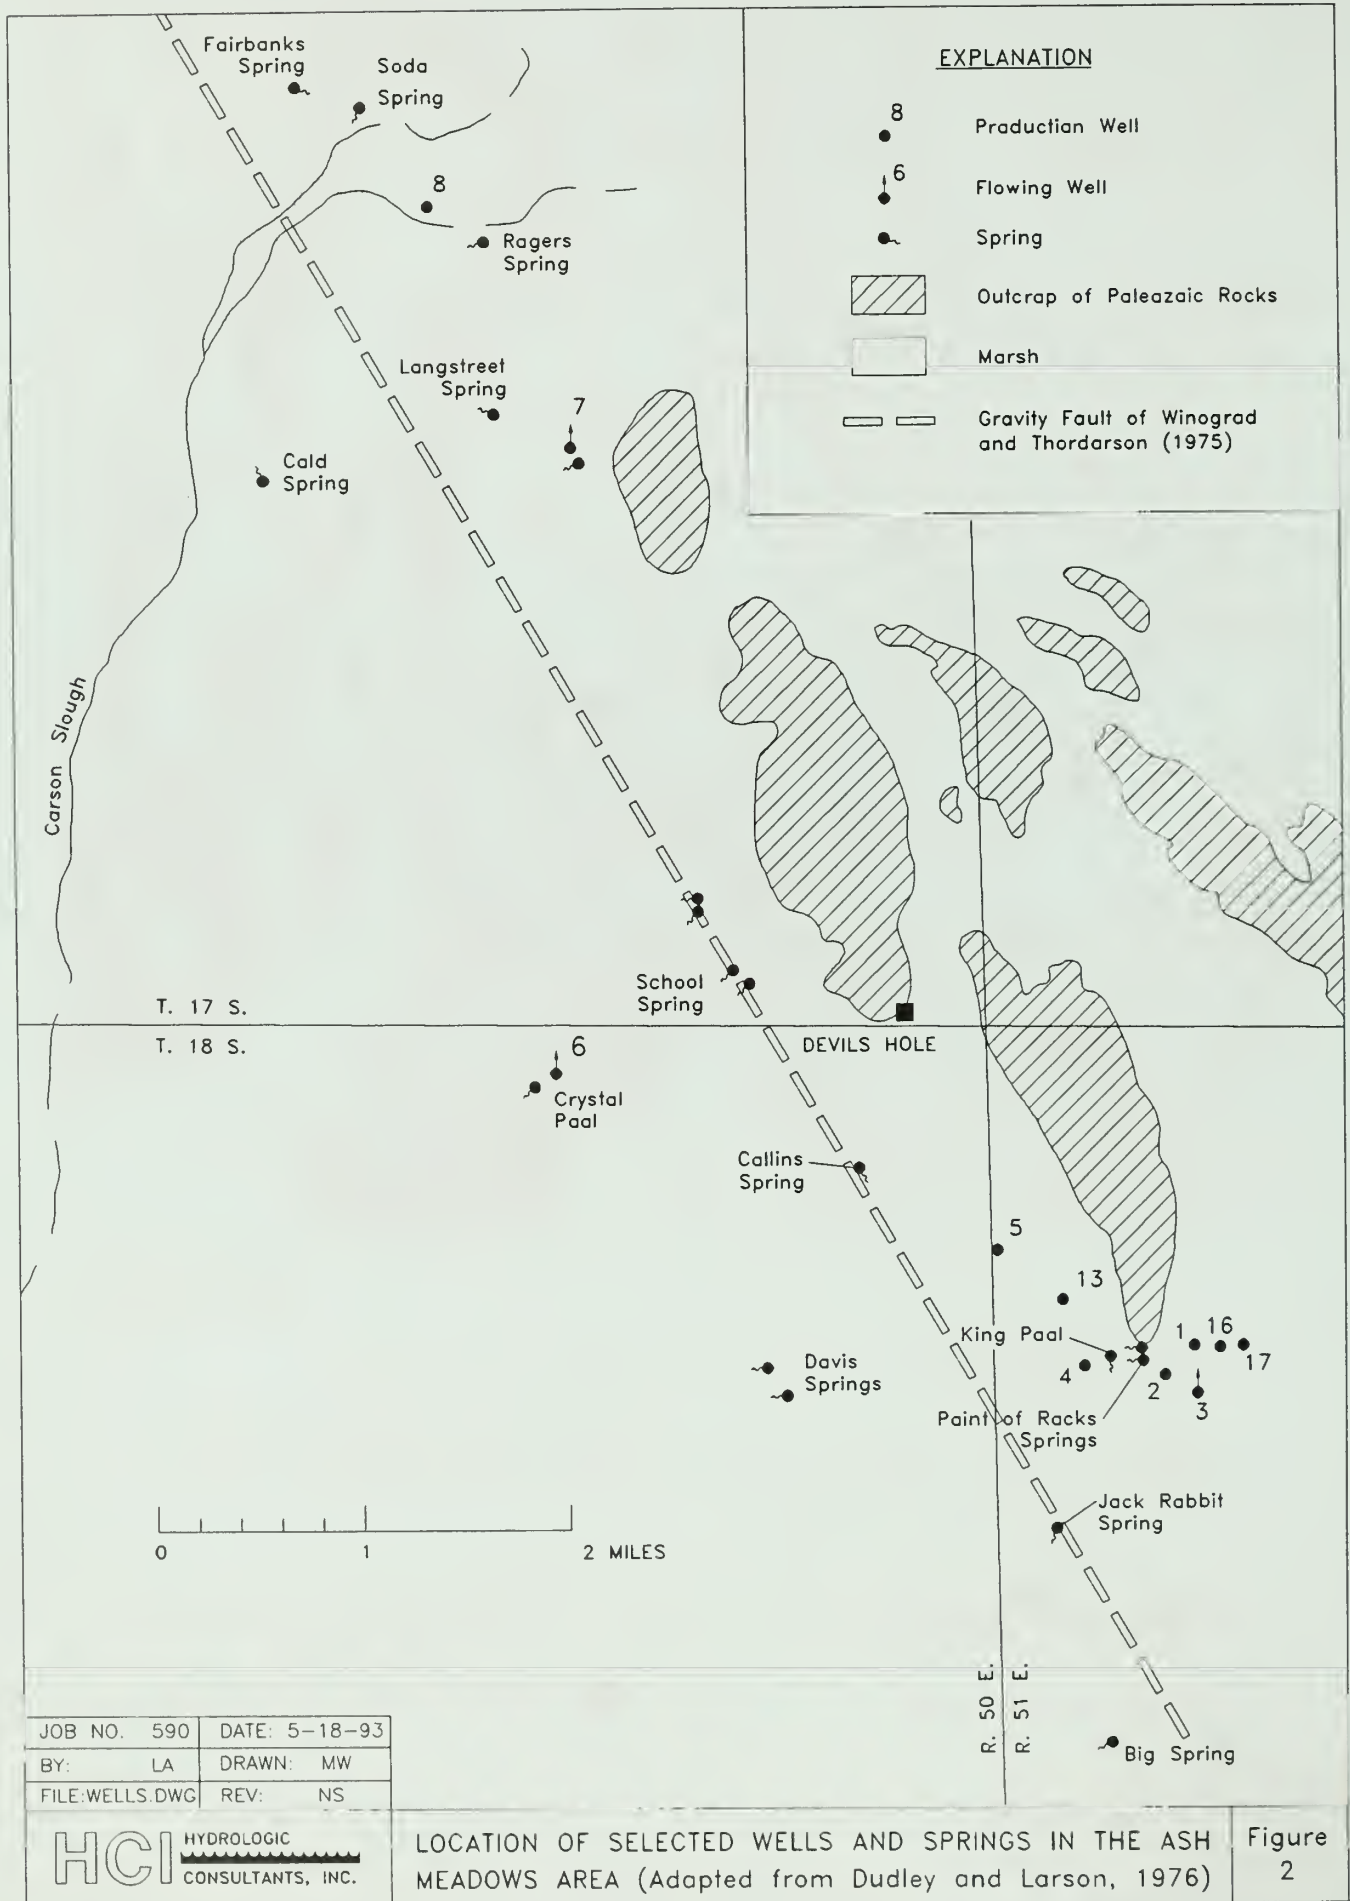 Fairbanks
Spring
Soda
Spring
8
Ragers
Spring
Langstreet
Spring
7
Cald
Spring
Carson Slough
EXPLANATION
8
Praductian Well
6
Flowing Well
Spring
Outcrap of Paleazaic Rocks
Marsh
Gravity Fault of Winograd
and Thordarson (1975)
School
Spring
T. 17 S.
T. 18 S.
DEVILS HOLE
6
Crystal
Paal
Callins
Spring
5
13
King Paal
1
16
17
4
2
3
Davis
Springs
Paint of Racks
Springs
Jack Rabbit
Spring
0
1
2 MILES
R. 50 E.
R. 51 E.
Big Spring
JOB NO. 590
DATE: 5-18-93
BY: LA
DRAWN: MW
FILE:WELLS.DWG
REV: NS
HCI
HYDROLOGIC
CONSULTANTS, INC.
LOCATION OF SELECTED WELLS AND SPRINGS IN THE ASH
MEADOWS AREA (Adapted from Dudley and Larson, 1976)
Figure
2